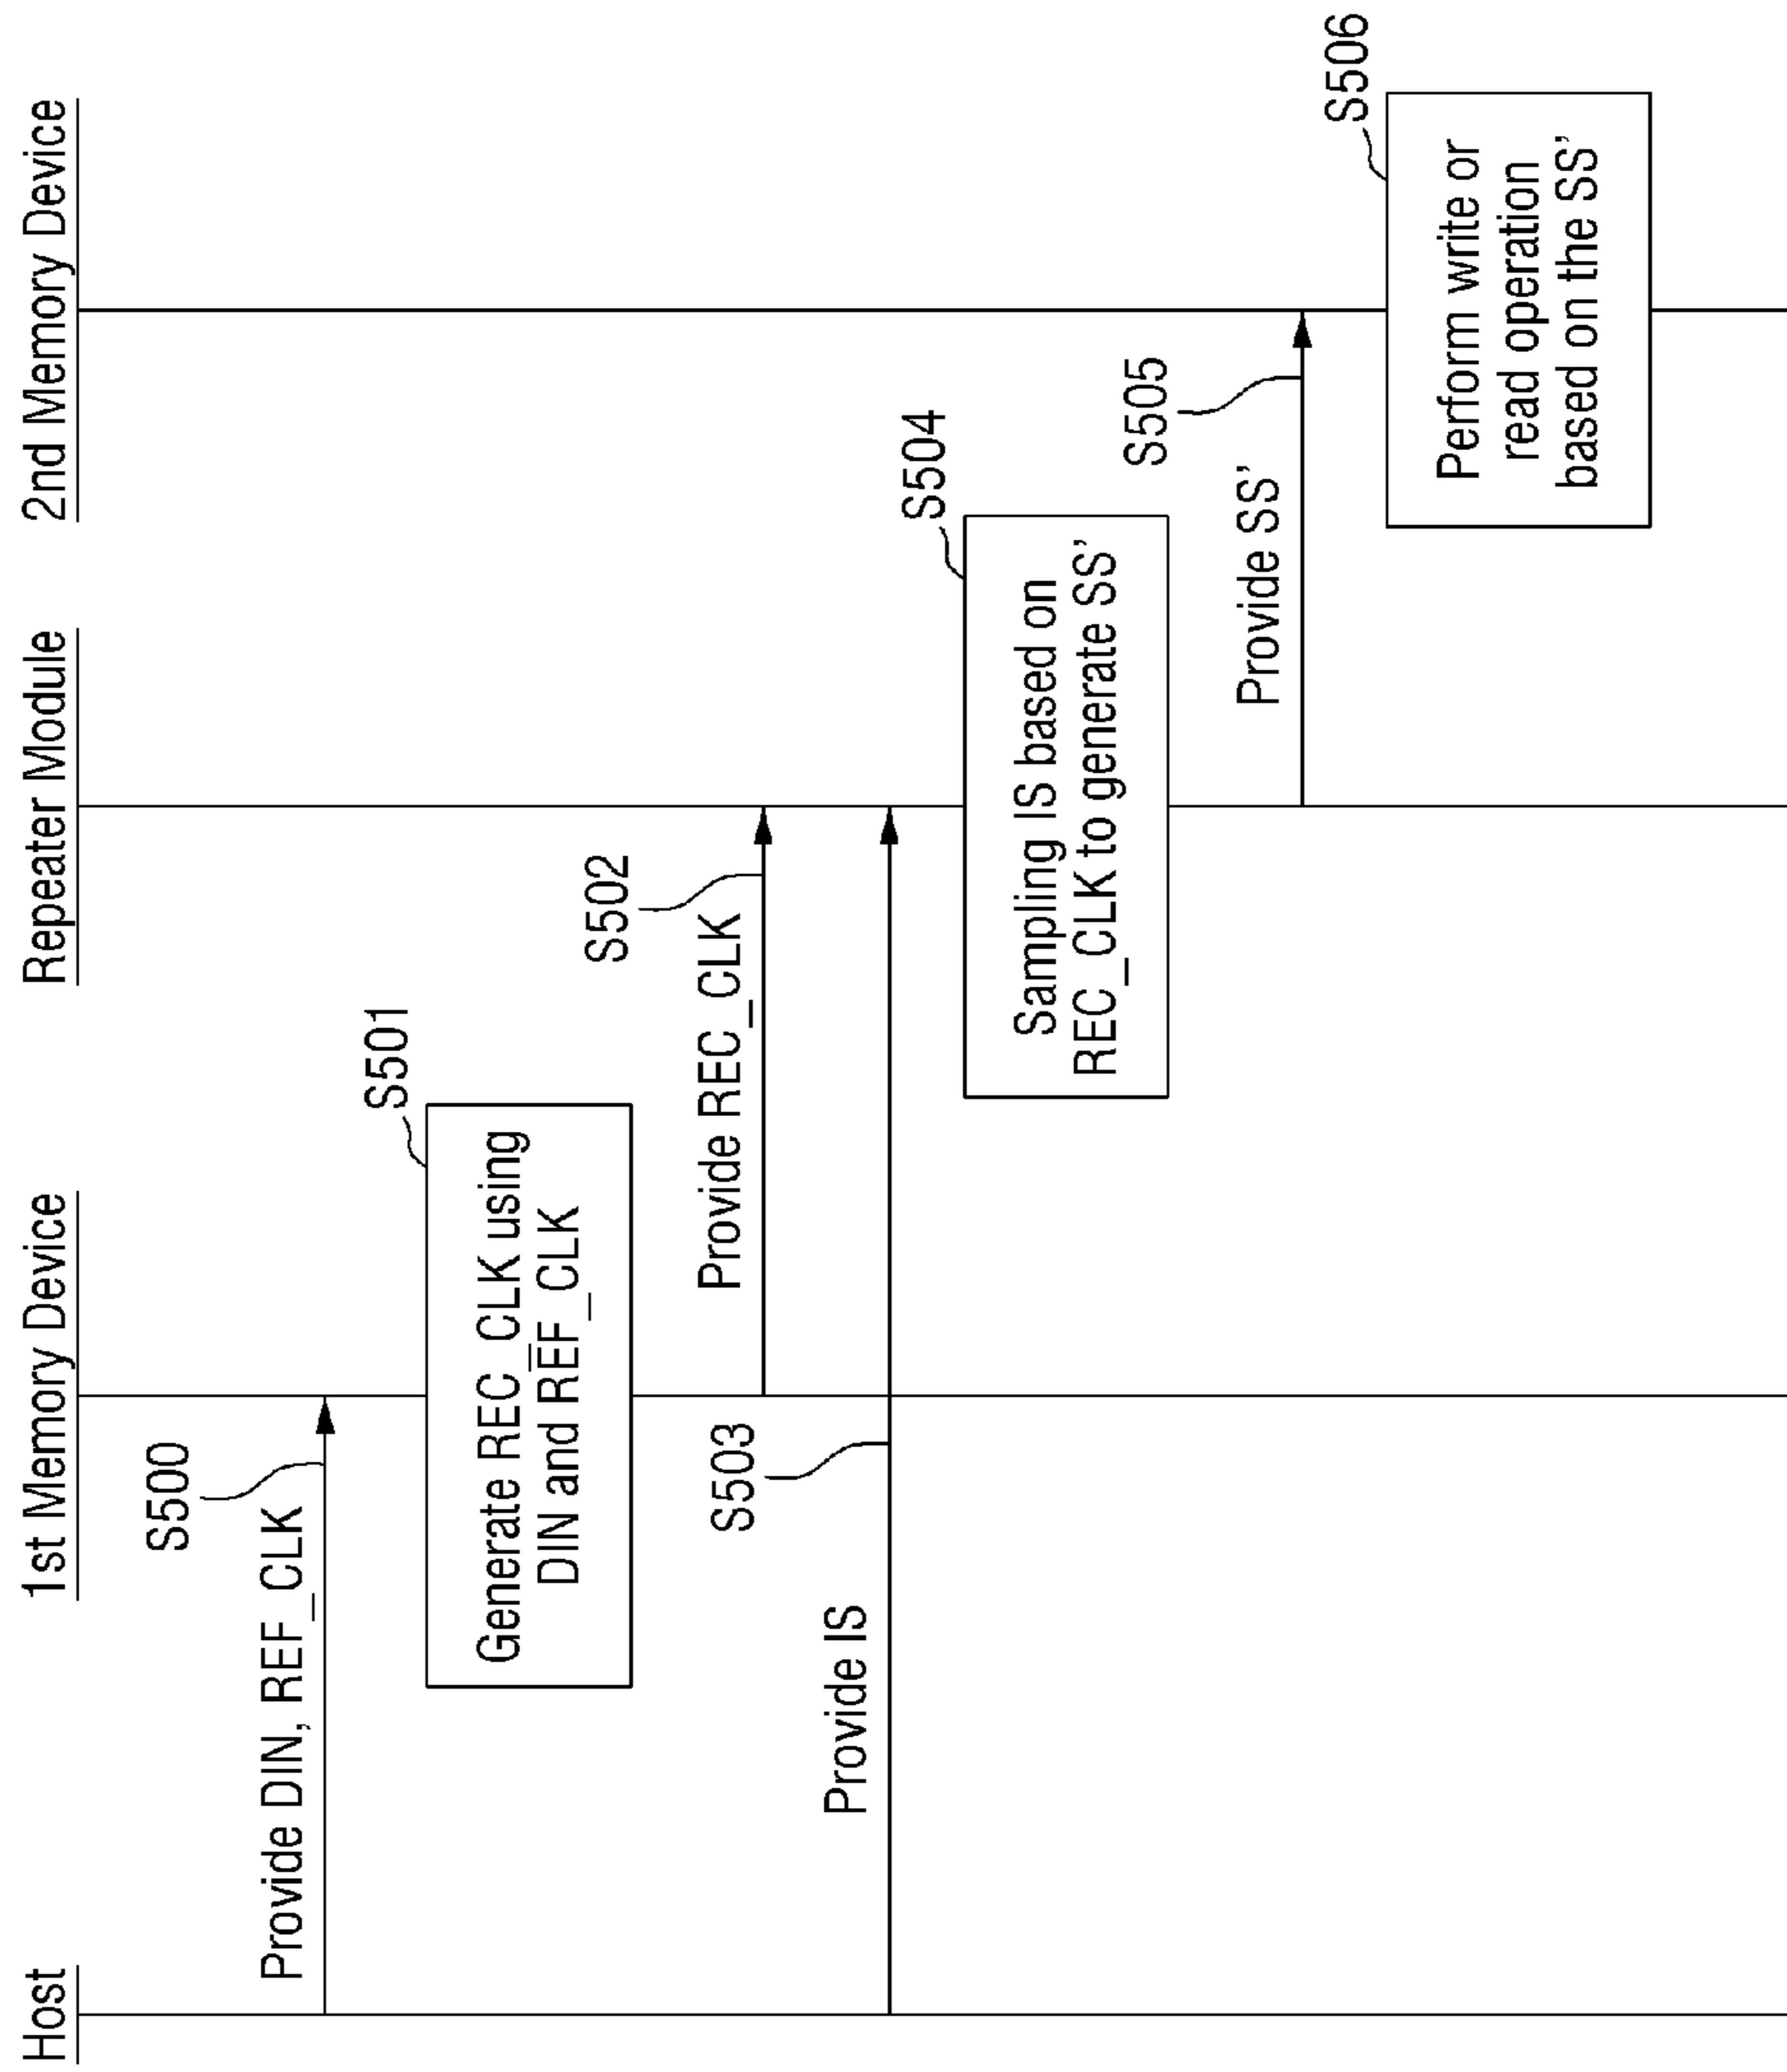 Host
1st Memory Device
Repeater Module
2nd Memory Device
S500
Provide DIN, REF_CLK
S501
Generate REC_CLK using
DIN and REF_CLK
S502
Provide REC_CLK
S503
Provide IS
S504
Sampling IS based on
REC_CLK to generate SS’
S505
Provide SS’
S506
Perform write or
read operation
based on the SS’